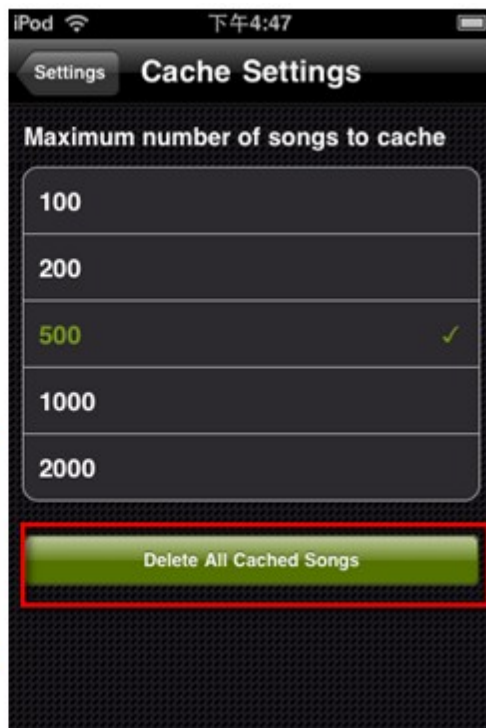 iPod 下午4:47
Settings Cache Settings
Maximum number of songs to cache
100
200
500
1000
2000
Delete All Cached Songs